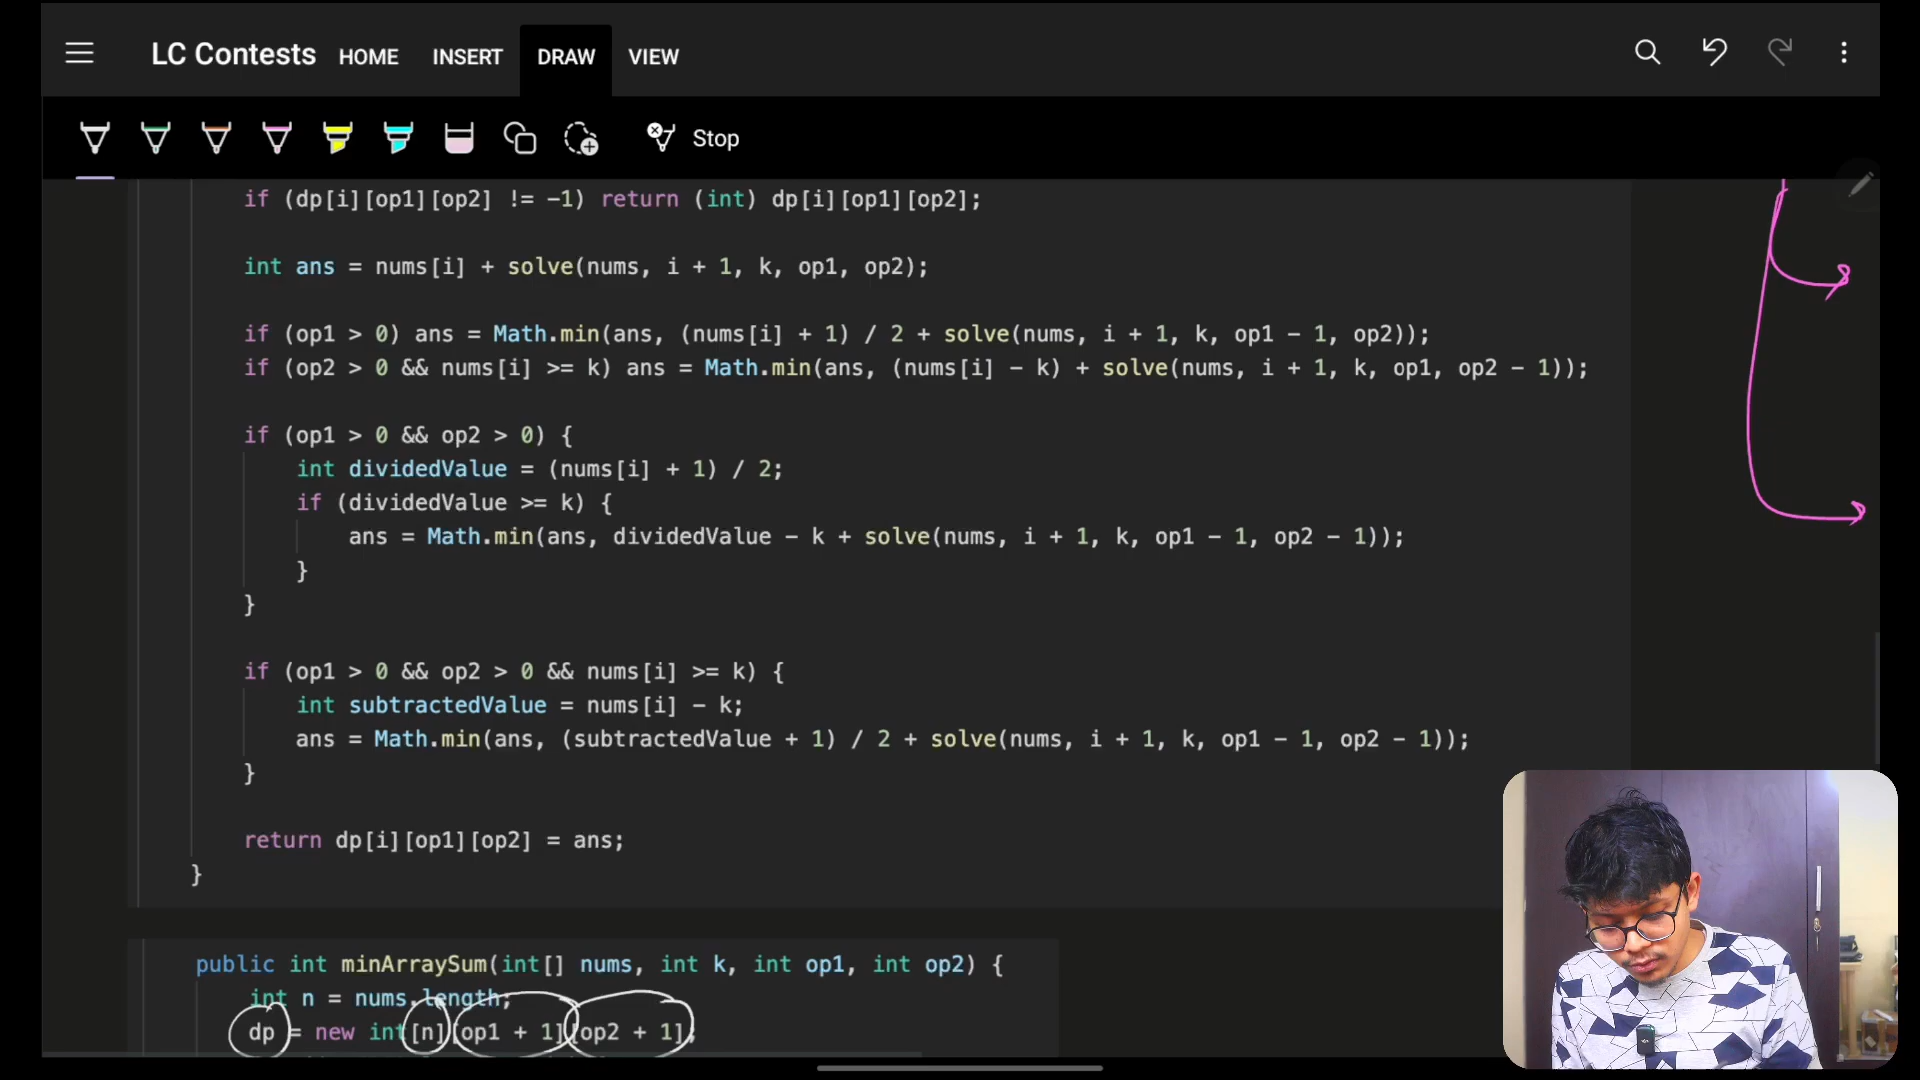 LC Contests HOME INSERT DRAW VIEW
Stop
if (dp[i][op1][op2] != -1) return (int) dp[i][op1][op2];
int ans = nums[i] + solve(nums, i + 1, k, op1, op2);
if (op1 > 0) ans = Math.min(ans, (nums[i] + 1) / 2 + solve(nums, i + 1, k, op1 - 1, op2));
if (op2 > 0 && nums[i] >= k) ans = Math.min(ans, (nums[i] - k) + solve(nums, i + 1, k, op1, op2 - 1));
if (op1 > 0 && op2 > 0) {
int dividedValue = (nums[i] + 1) / 2;
if (dividedValue >= k) {
ans = Math.min(ans, dividedValue - k + solve(nums, i + 1, k, op1 - 1, op2 - 1));
}
}
if (op1 > 0 && op2 > 0 && nums[i] >= k) {
int subtractedValue = nums[i] - k;
ans = Math.min(ans, (subtractedValue + 1) / 2 + solve(nums, i + 1, k, op1 - 1, op2 - 1));
}
return dp[i][op1][op2] = ans;
}
public int minArraySum(int[] nums, int k, int op1, int op2) {
int n = nums.length;
dp = new int[n][op1 + 1][op2 + 1];